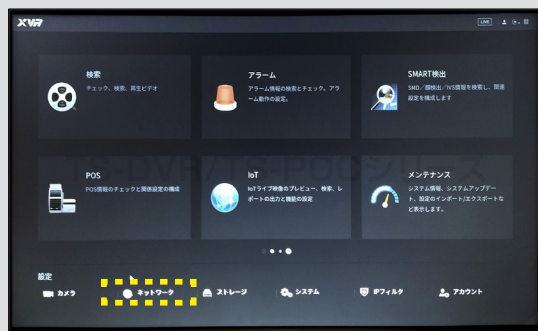 XVR
LIVE
検索
チェック、検索、再生ビデオ
アラーム
アラーム情報の検索とチェック。アラ
ーム動作の設定。
SMART検出
SMD/顔検出/IVS情報を検索し、関連
設定を構成します
POS
POS情報のチェックと関係設定の構成
IoT
IoTライブ映像のプレビュー、検索、レ
ポートの出力と機能の設定
メンテナンス
システム情報、システムアップデー
ト、設定のインポート/エクスポートな
ど表示します。
設定
カメラ
ネットワーク
ストレージ
システム
IPフィルタ
アカウント